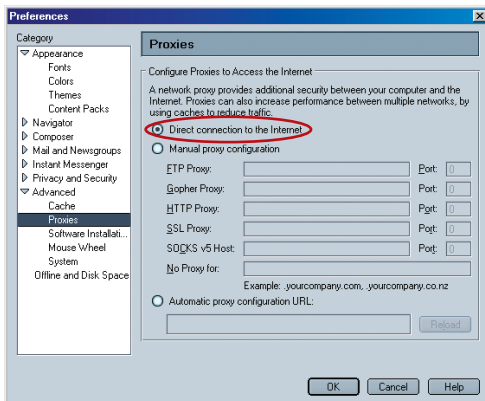 Preferences
Category
Appearance
Fonts
Colors
Themes
Content Packs
Navigator
Composer
Mail and Newsgroups
Instant Messenger
Privacy and Security
Advanced
Cache
Proxies
Software Installati...
Mouse Wheel
System
Offline and Disk Space
Proxies
Configure Proxies to Access the Internet
A network proxy provides additional security between your computer and the
Internet. Proxies can also increase performance between multiple networks, by
using caches to reduce traffic.
Direct connection to the Internet
Manual proxy configuration
FTP Proxy: Port: 0
Gopher Proxy: Port: 0
HTTP Proxy: Port: 0
SSL Proxy: Port: 0
SOCKS v5 Host: Port: 0
No Proxy for:
Example: .yourcompany.com, .yourcompany.co.nz
Automatic proxy configuration URL:
Reload
OK Cancel Help